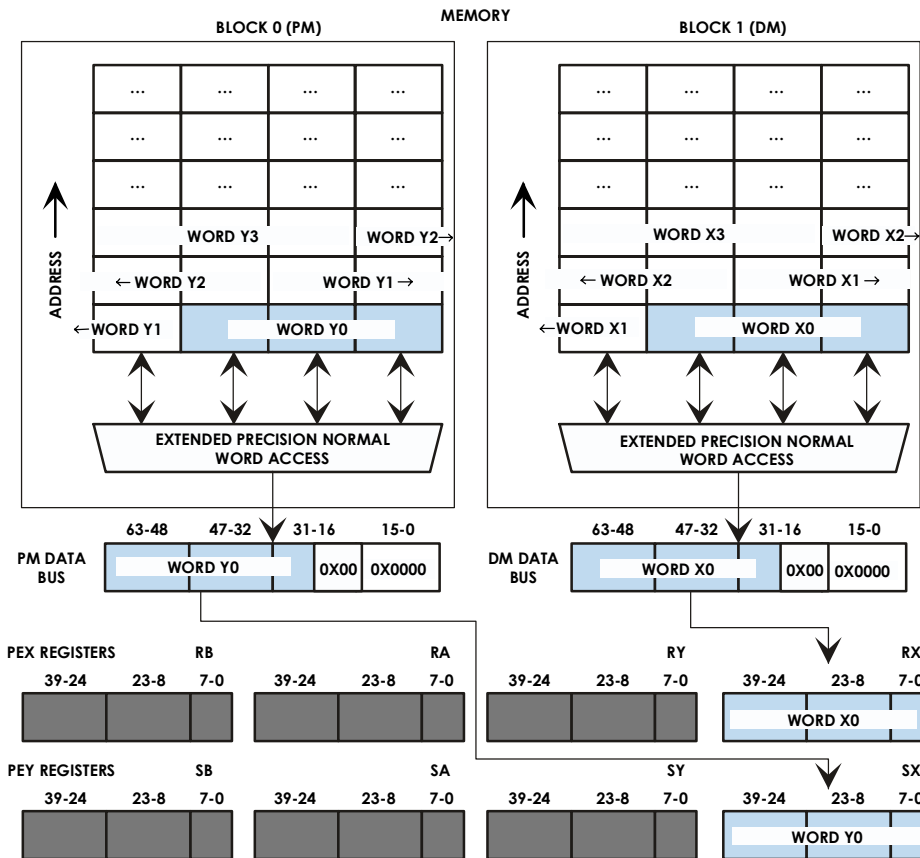 MEMORY
BLOCK 0 (PM) BLOCK 1 (DM)
... ... ... ... ... ... ... ...
... ... ... ... ... ... ... ...
... ... ... ... ... ... ... ...
ADDRESS ADDRESS
WORD Y3 WORD Y2→ WORD X3 WORD X2→
←WORD Y2 WORD Y1→ ←WORD X2 WORD X1→
←WORD Y1 WORD Y0 ←WORD X1 WORD X0
EXTENDED PRECISION NORMAL EXTENDED PRECISION NORMAL
WORD ACCESS WORD ACCESS
63-48 47-32 31-16 15-0 63-48 47-32 31-16 15-0
PM DATA DM DATA
BUS BUS
WORD Y0 0X00 0X0000 WORD X0 0X00 0X0000
PEX REGISTERS RB RA RY RX
39-24 23-8 7-0 39-24 23-8 7-0 39-24 23-8 7-0 39-24 23-8 7-0
WORD X0
PEY REGISTERS SB SA SY SX
39-24 23-8 7-0 39-24 23-8 7-0 39-24 23-8 7-0 39-24 23-8 7-0
WORD Y0